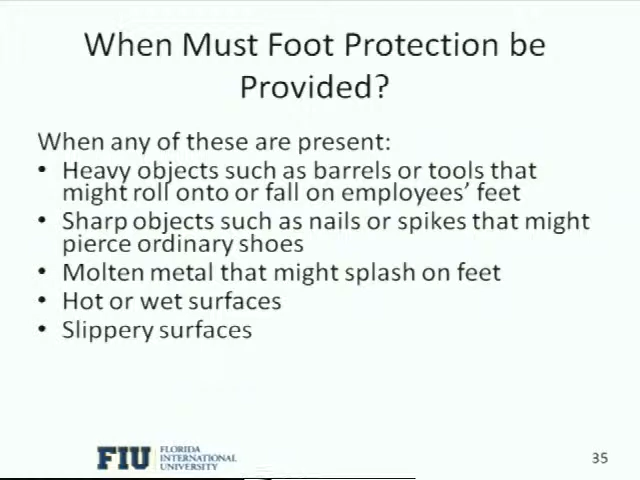 When Must Foot Protection be
Provided?
When any of these are present:
• Heavy objects such as barrels or tools that
might roll onto or fall on employees’ feet
• Sharp objects such as nails or spikes that might
pierce ordinary shoes
• Molten metal that might splash on feet
• Hot or wet surfaces
• Slippery surfaces
FIU
FLORIDA
INTERNATIONAL
UNIVERSITY
35